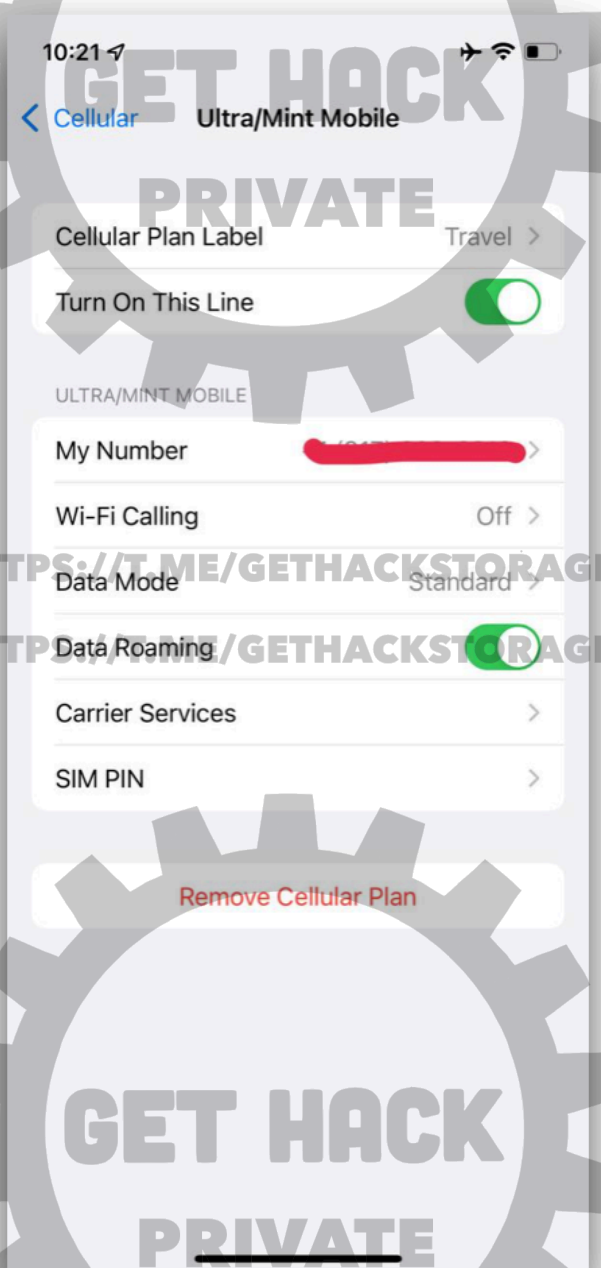 10:21
GET HACK
Cellular
Ultra/Mint Mobile
PRIVATE
Cellular Plan Label
Travel
Turn On This Line
ULTRA/MINT MOBILE
My Number
Wi-Fi Calling
Off
TPS://T.ME/GETHACKSTORAGE
Data Mode
Standard
TPS://T.ME/GETHACKSTORAGE
Data Roaming
Carrier Services
SIM PIN
Remove Cellular Plan
GET HACK
PRIVATE